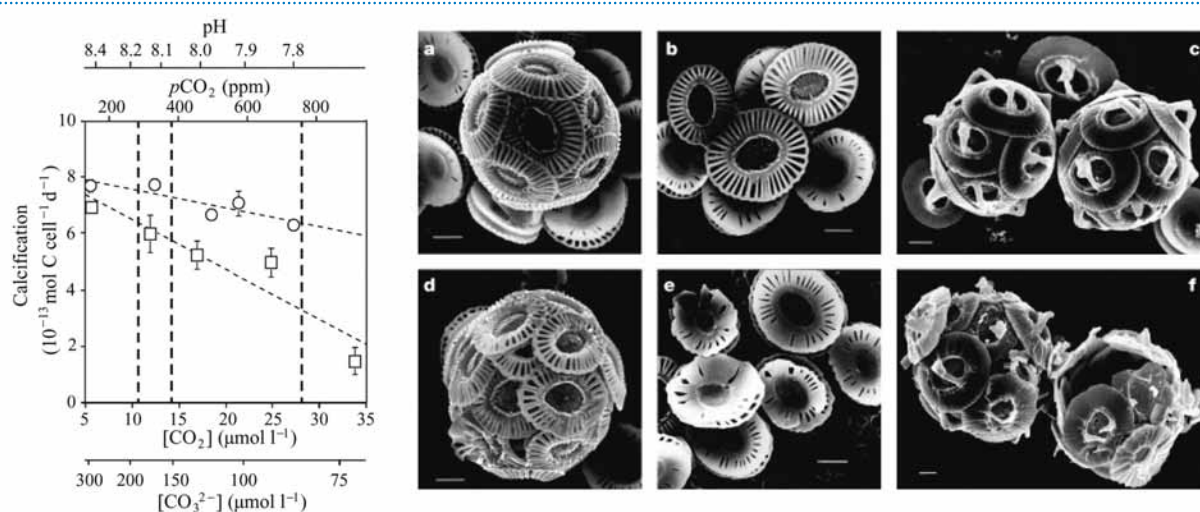 pH
8.4 8.2 8.1 8.0 7.9 7.8
pCO₂ (ppm)
200 400 600 800
10
8
6
4
2
0
Calcification
(10⁻¹³ mol C cell⁻¹ d⁻¹)
5 10 15 20 25 30 35
[CO₂] (μmol l⁻¹)
300 200 150 100 75
[CO₃²⁻] (μmol l⁻¹)
a
b
c
d
e
f